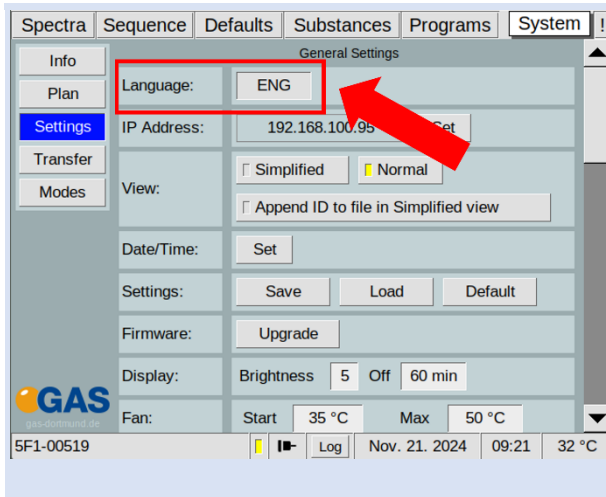 Spectra Sequence Defaults Substances Programs System !
Info
Plan
Settings
Transfer
Modes
General Settings
Language: ENG
IP Address: 192.168.100.95 Set
View: Simplified Normal
Append ID to file in Simplified view
Date/Time: Set
Settings: Save Load Default
Firmware: Upgrade
Display: Brightness 5 Off 60 min
Fan: Start 35 °C Max 50 °C
GAS
gas-dortmund.de
5F1-00519 Log Nov. 21. 2024 09:21 32 °C